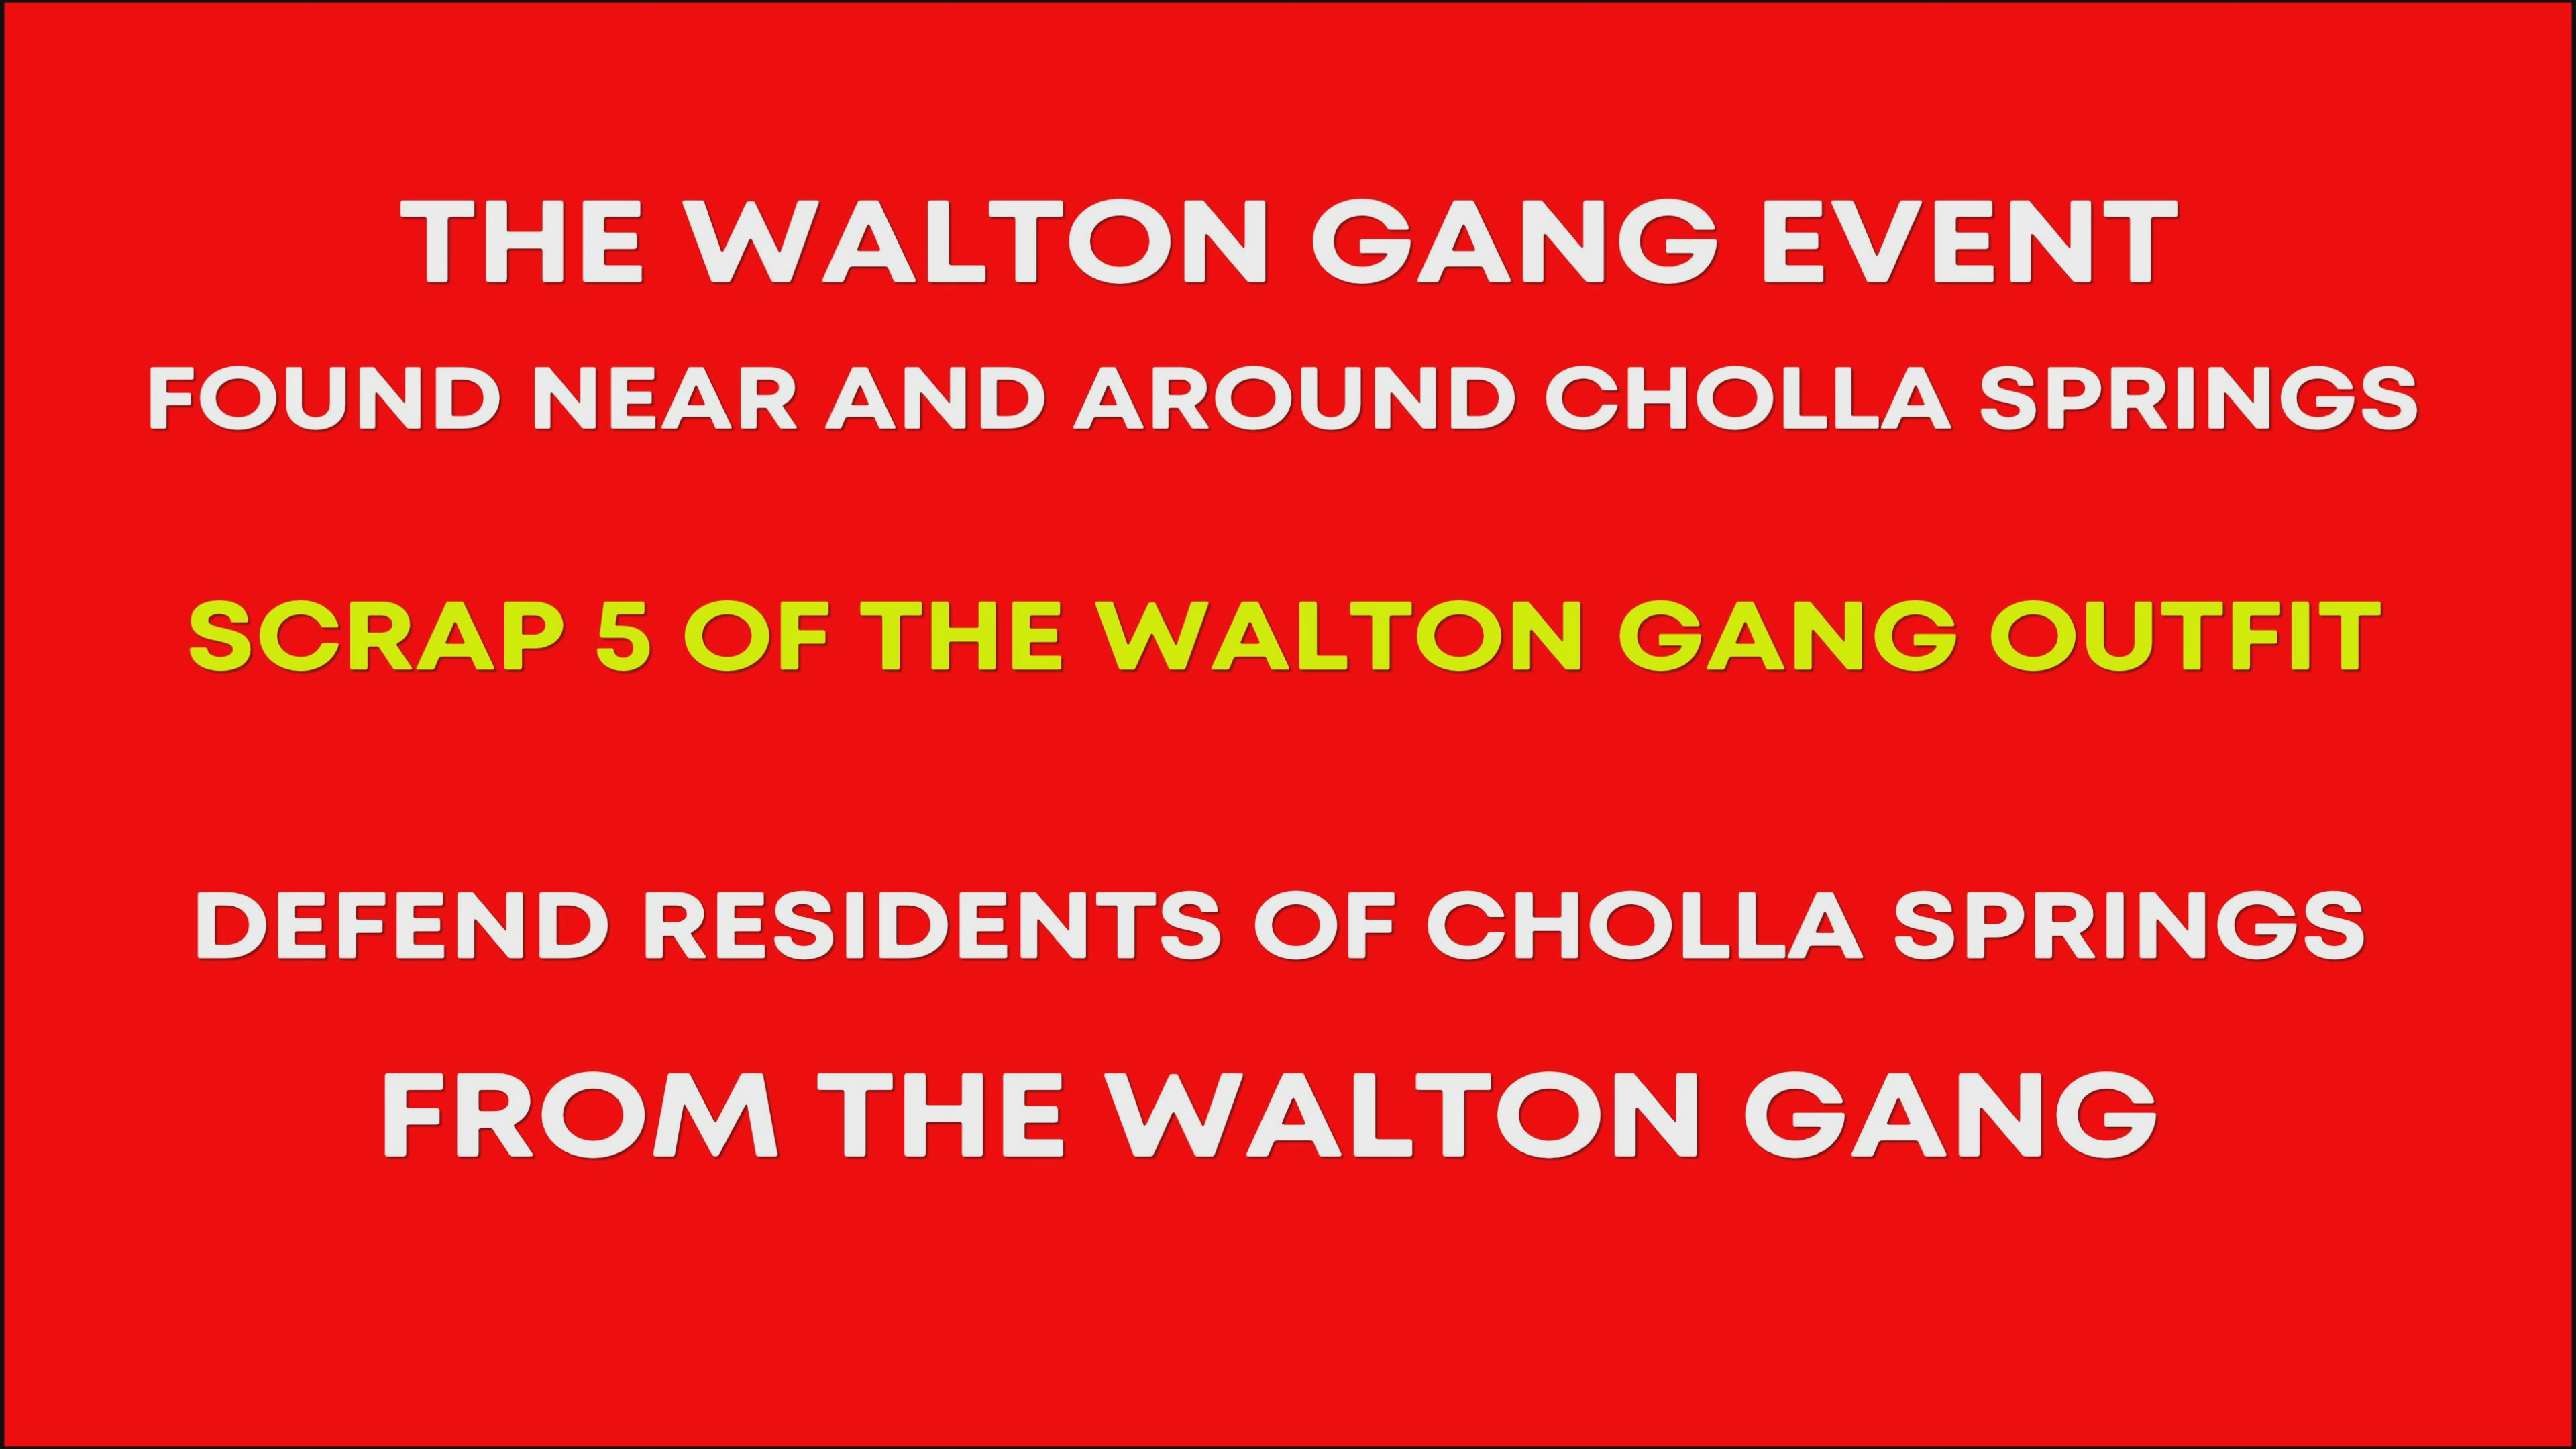 THE WALTON GANG EVENT
FOUND NEAR AND AROUND CHOLLA SPRINGS
SCRAP 5 OF THE WALTON GANG OUTFIT
DEFEND RESIDENTS OF CHOLLA SPRINGS
FROM THE WALTON GANG